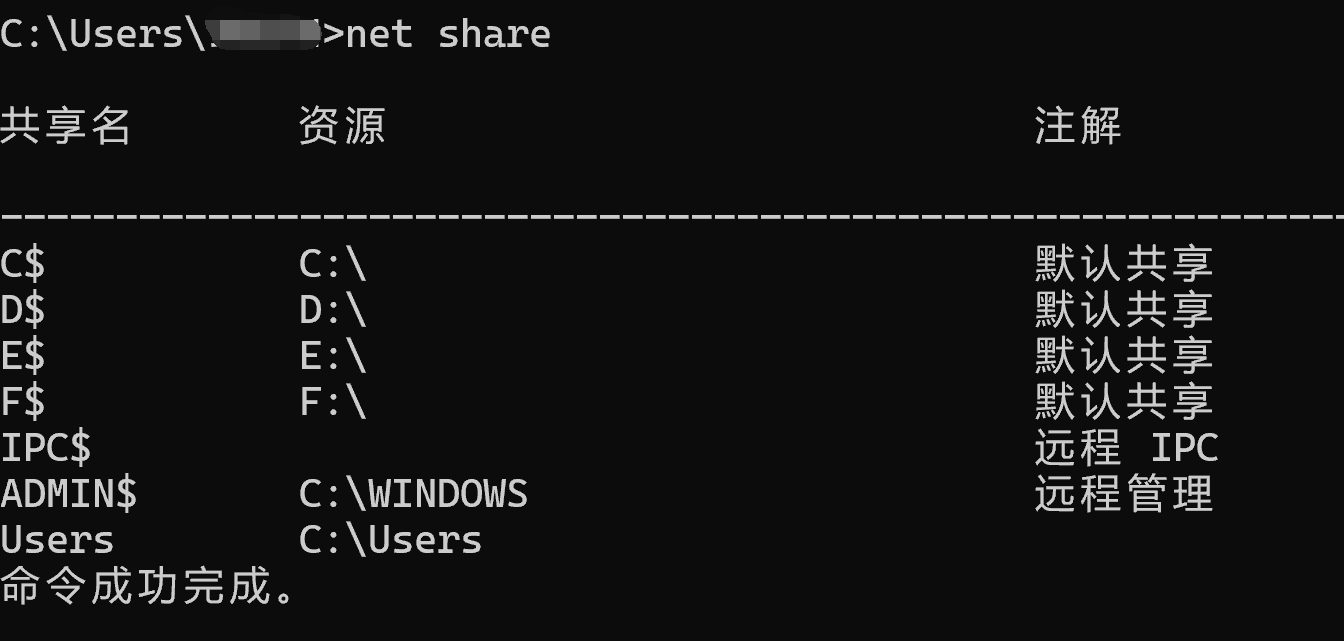 C:\Users\ >net share
共享名 资源 注解
-------------------------------------------------------------------------------
C$ C:\ 默认共享
D$ D:\ 默认共享
E$ E:\ 默认共享
F$ F:\ 默认共享
IPC$ 远程 IPC
ADMIN$ C:\WINDOWS 远程管理
Users C:\Users
命令成功完成。